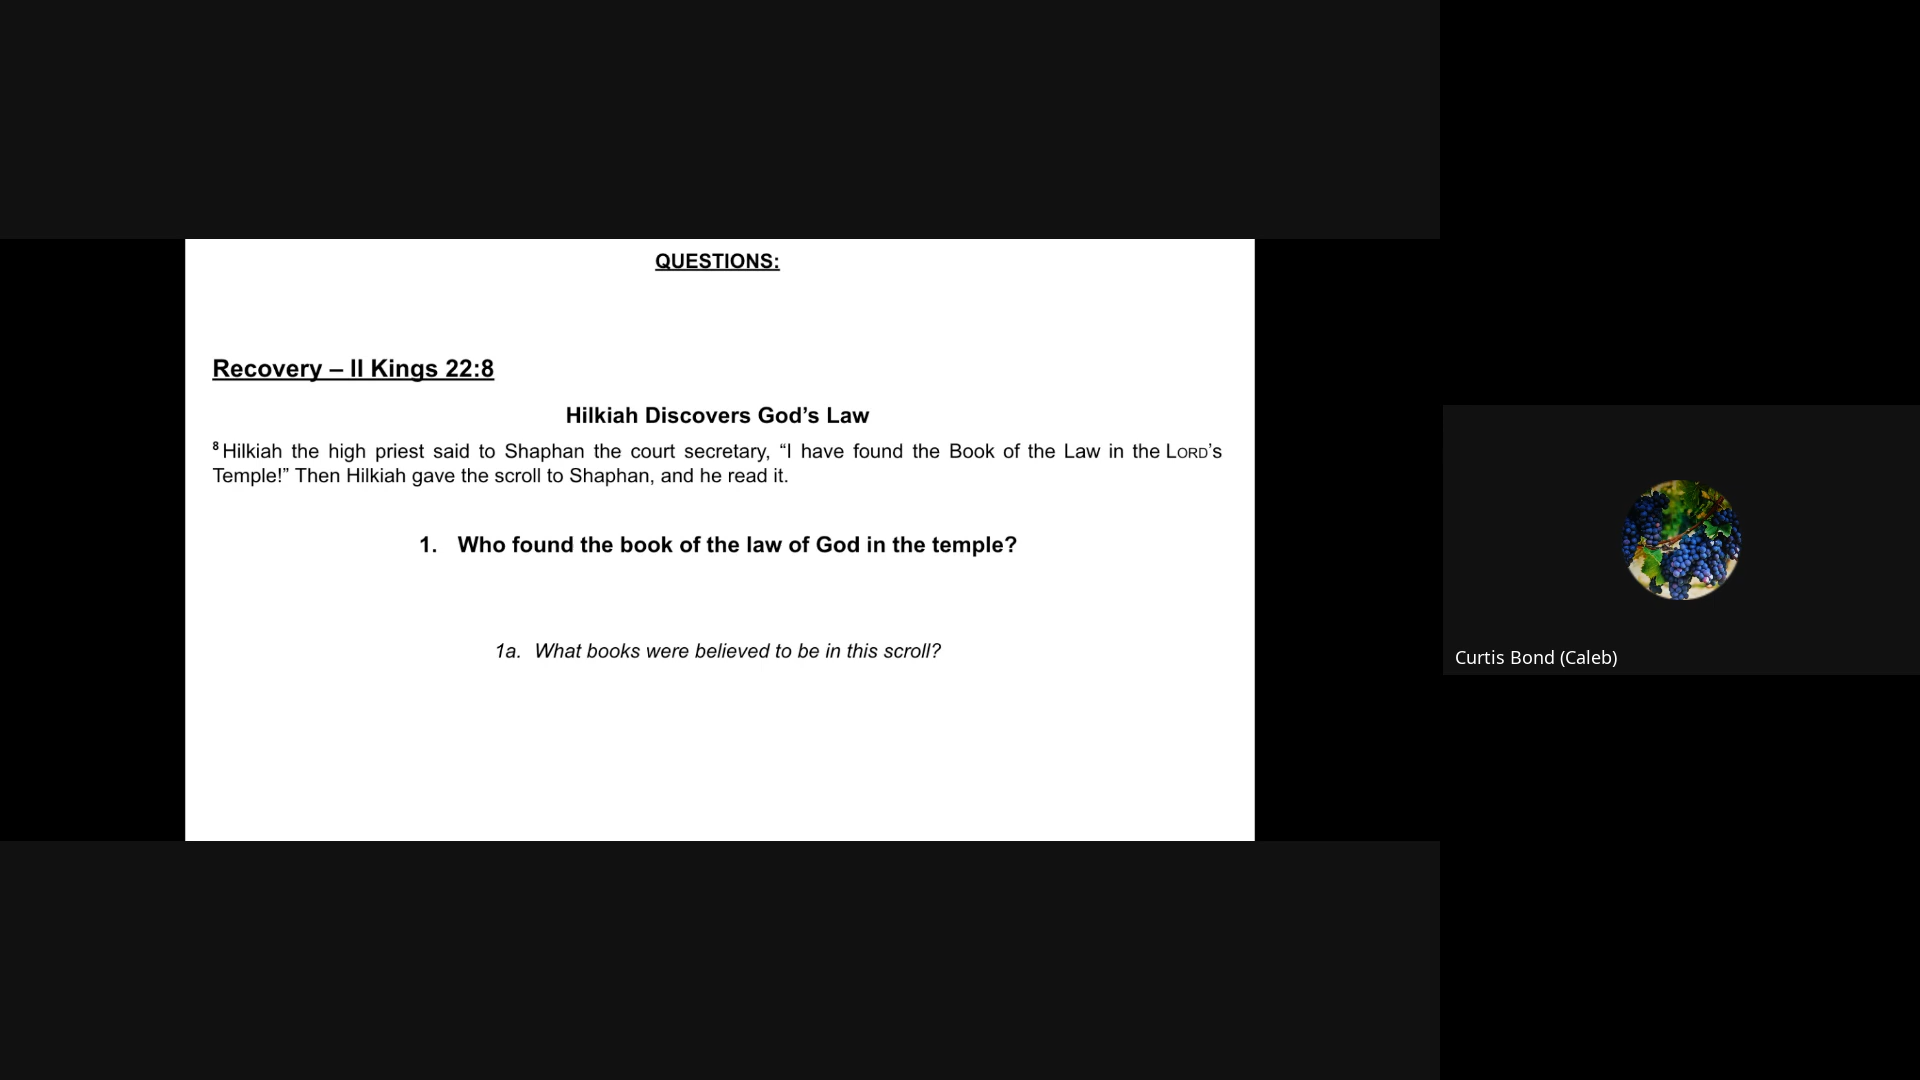 QUESTIONS:
Recovery – II Kings 22:8
Hilkiah Discovers God’s Law
8 Hilkiah the high priest said to Shaphan the court secretary, “I have found the Book of the Law in the LORD’s
Temple!” Then Hilkiah gave the scroll to Shaphan, and he read it.
1. Who found the book of the law of God in the temple?
1a. What books were believed to be in this scroll?
Curtis Bond (Caleb)